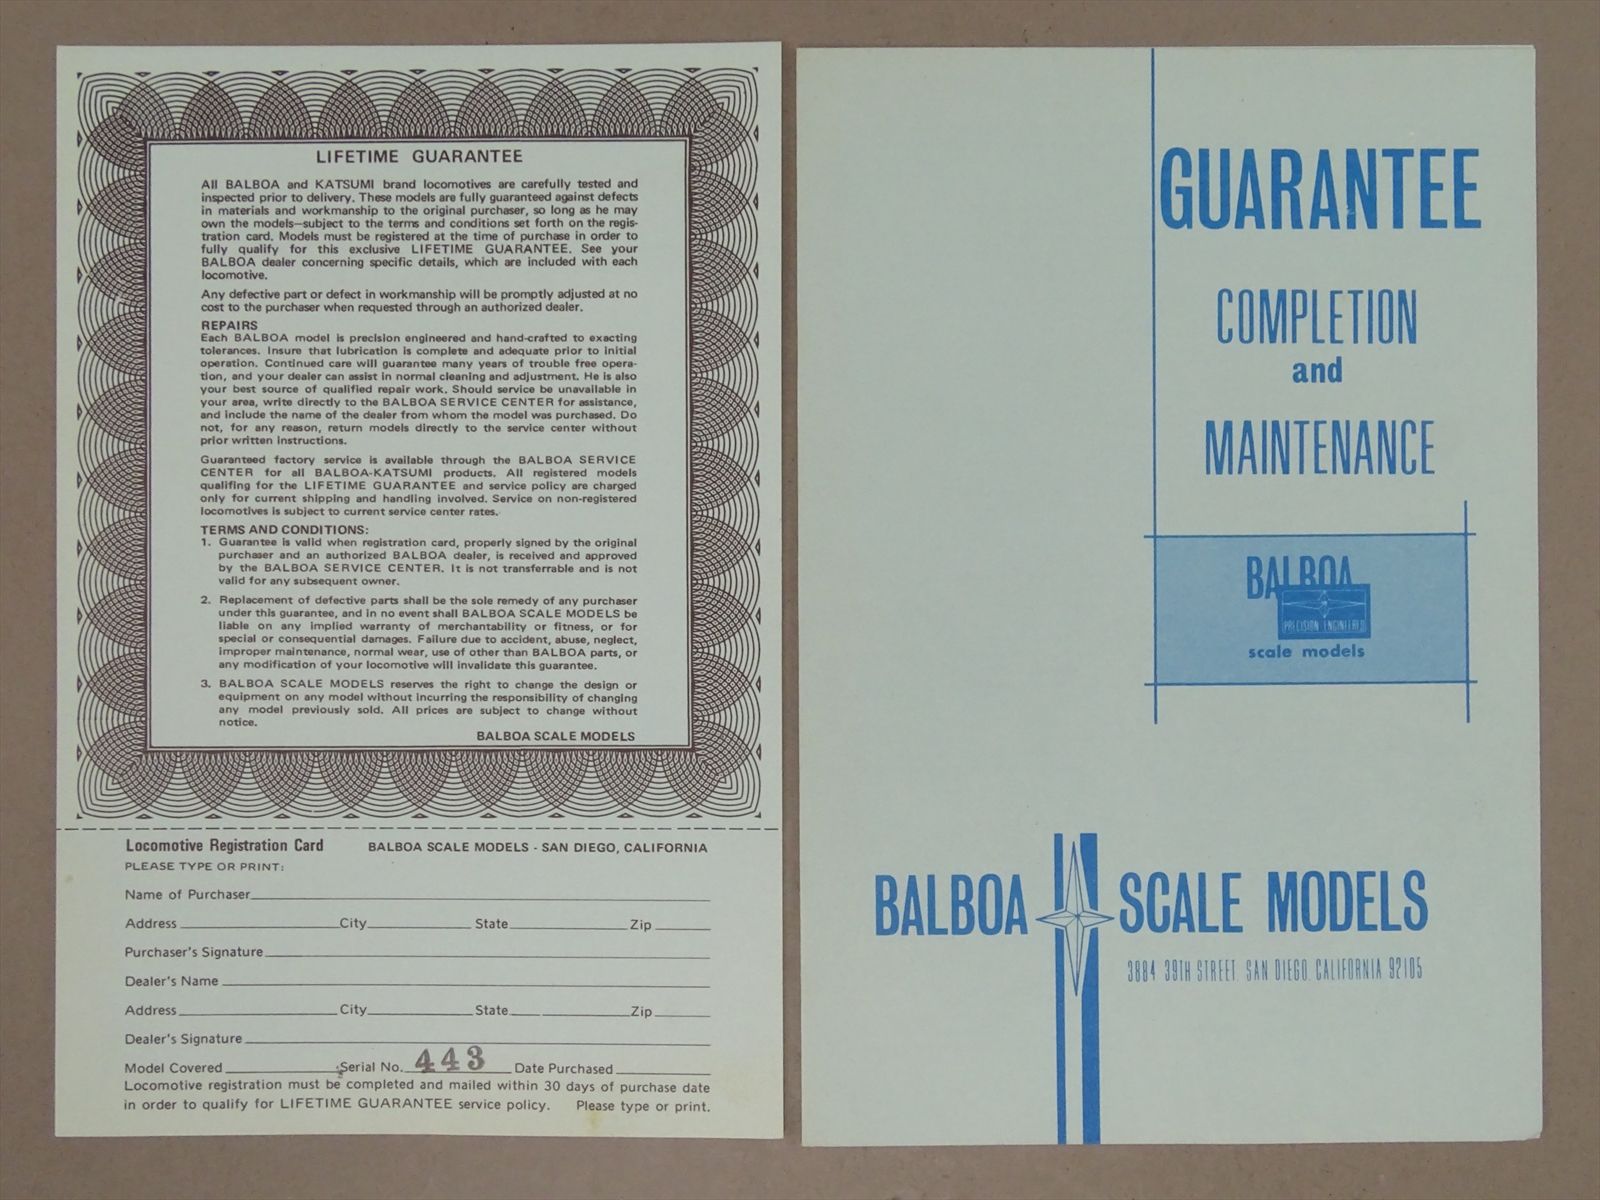 LIFETIME GUARANTEE
All BALBOA and KATSUMI brand locomotives are carefully tested and
inspected prior to delivery. These models are fully guaranteed against defects
in materials and workmanship to the original purchaser, so long as he may
own the models—subject to the terms and conditions set forth on the regis-
tration card. Models must be registered at the time of purchase in order to
fully qualify for this exclusive LIFETIME GUARANTEE. See your
BALBOA dealer concerning specific details, which are included with each
locomotive.
Any defective part or defect in workmanship will be promptly adjusted at no
cost to the purchaser when requested through an authorized dealer.
REPAIRS
Each BALBOA model is precision engineered and hand-crafted to exacting
tolerances. Insure that lubrication is complete and adequate prior to initial
operation. Continued care will guarantee many years of trouble free opera-
tion, and your dealer can assist in normal cleaning and adjustment. He is also
your best source of qualified repair work. Should service be unavailable in
your area, write directly to the BALBOA SERVICE CENTER for assistance,
and include the name of the dealer from whom the model was purchased. Do
not, for any reason, return models directly to the service center without
prior written instructions.
Guaranteed factory service is available through the BALBOA SERVICE
CENTER for all BALBOA-KATSUMI products. All registered models
qualifing for the LIFETIME GUARANTEE and service policy are charged
only for current shipping and handling involved. Service on non-registered
locomotives is subject to current service center rates.
TERMS AND CONDITIONS:
1. Guarantee is valid when registration card, properly signed by the original
purchaser and an authorized BALBOA dealer, is received and approved
by the BALBOA SERVICE CENTER. It is not transferrable and is not
valid for any subsequent owner.
2. Replacement of defective parts shall be the sole remedy of any purchaser
under this guarantee, and in no event shall BALBOA SCALE MODELS be
liable on any implied warranty of merchantability or fitness, or for
special or consequential damages. Failure due to accident, abuse, neglect,
improper maintenance, normal wear, use of other than BALBOA parts, or
any modification of your locomotive will invalidate this guarantee.
3. BALBOA SCALE MODELS reserves the right to change the design or
equipment on any model without incurring the responsibility of changing
any model previously sold. All prices are subject to change without
notice.
BALBOA SCALE MODELS
Locomotive Registration Card BALBOA SCALE MODELS - SAN DIEGO, CALIFORNIA
PLEASE TYPE OR PRINT:
Name of Purchaser
Address City State Zip
Purchaser's Signature
Dealer's Name
Address City State Zip
Dealer's Signature
Model Covered Serial No. 443 Date Purchased
Locomotive registration must be completed and mailed within 30 days of purchase date
in order to qualify for LIFETIME GUARANTEE service policy. Please type or print.
GUARANTEE
COMPLETION
and
MAINTENANCE
BALBOA
PRECISION ENGINEERED
scale models
BALBOA SCALE MODELS
3884 39TH STREET, SAN DIEGO, CALIFORNIA 92105